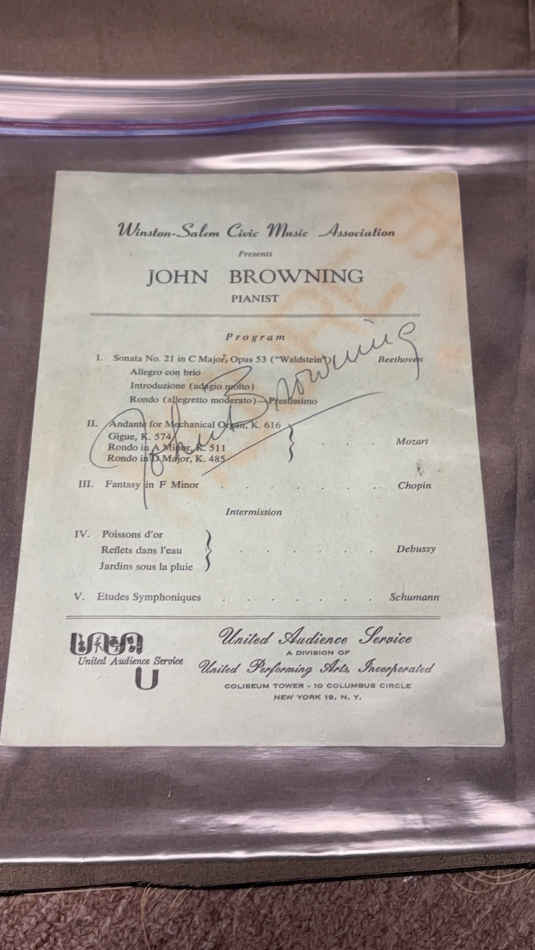 Winston-Salem Civic Music Association
Presents
JOHN BROWNING
PIANIST
Program
I. Sonata No. 21 in C Major, Opus 53 ("Waldstein") Beethoven
Allegro con brio
Introduzione (adagio molto)
Rondo (allegretto moderato)—Prestissimo
John Browning
II. Andante for Mechanical Organ, K. 616
Gigue, K. 574
Rondo in A Minor, K. 511 Mozart
Rondo in D Major, K. 485
III. Fantasy in F Minor . . . . . Chopin
Intermission
IV. Poissons d'or
Reflets dans l'eau . . . . . Debussy
Jardins sous la pluie
V. Etudes Symphoniques . . . . . . Schumann
United Audience Service
A DIVISION OF
United Performing Arts, Incorporated
COLISEUM TOWER - 10 COLUMBUS CIRCLE
NEW YORK 19, N. Y.
United Audience Service